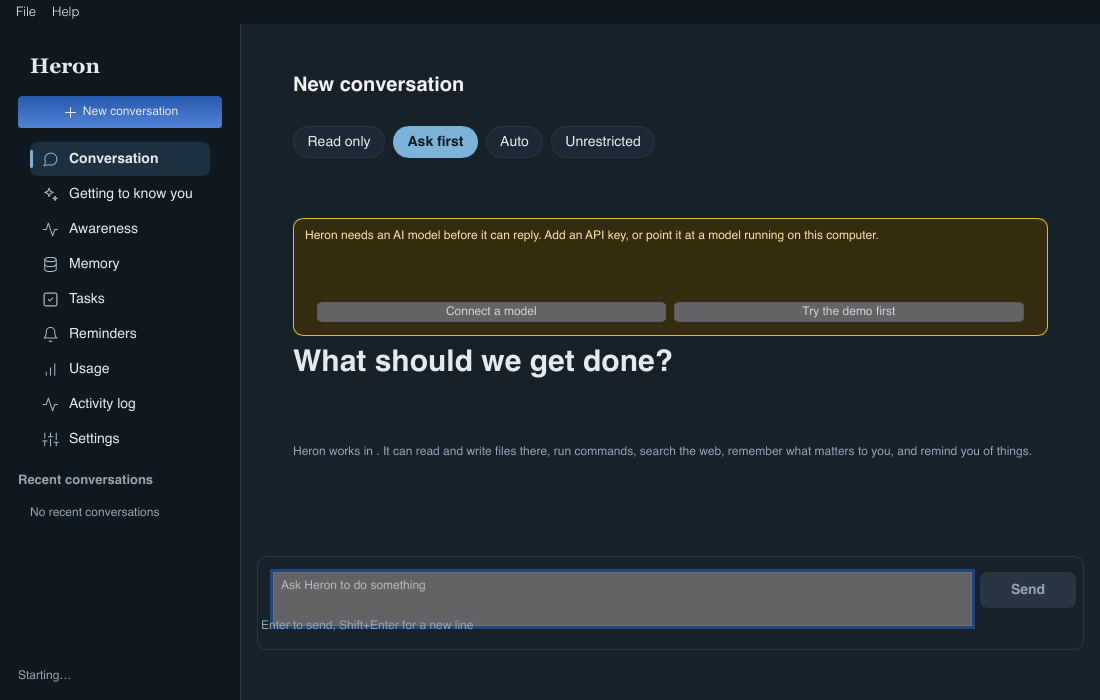 File Help
Heron
New conversation
Conversation
Getting to know you
Awareness
Memory
Tasks
Reminders
Usage
Activity log
Settings
Recent conversations
No recent conversations
Starting…
New conversation
Read only Ask first Auto Unrestricted
Heron needs an AI model before it can reply. Add an API key, or point it at a model running on this computer.
Connect a model Try the demo first
What should we get done?
Heron works in . It can read and write files there, run commands, search the web, remember what matters to you, and remind you of things.
Ask Heron to do something
Send
Enter to send, Shift+Enter for a new line